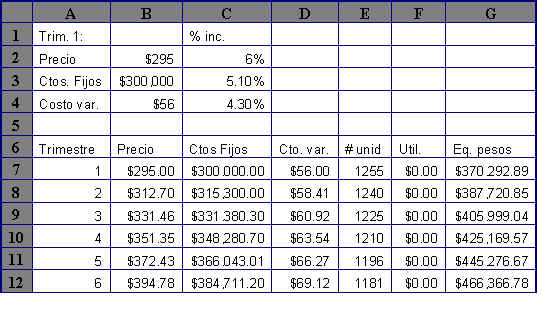 A B C D E F G
1 Trim. 1: % inc.
2 Precio $295 6%
3 Ctos. Fijos $300,000 5.10%
4 Costo var. $56 4.30%
5
6 Trimestre Precio Ctos Fijos Cto. var. # unid Util. Eq. pesos
7 1 $295.00 $300,000.00 $56.00 1255 $0.00 $370,292.89
8 2 $312.70 $315,300.00 $58.41 1240 $0.00 $387,720.85
9 3 $331.46 $331,380.30 $60.92 1225 $0.00 $405,999.04
10 4 $351.35 $348,280.70 $63.54 1210 $0.00 $425,169.57
11 5 $372.43 $366,043.01 $66.27 1196 $0.00 $445,276.67
12 6 $394.78 $384,711.20 $69.12 1181 $0.00 $466,366.78